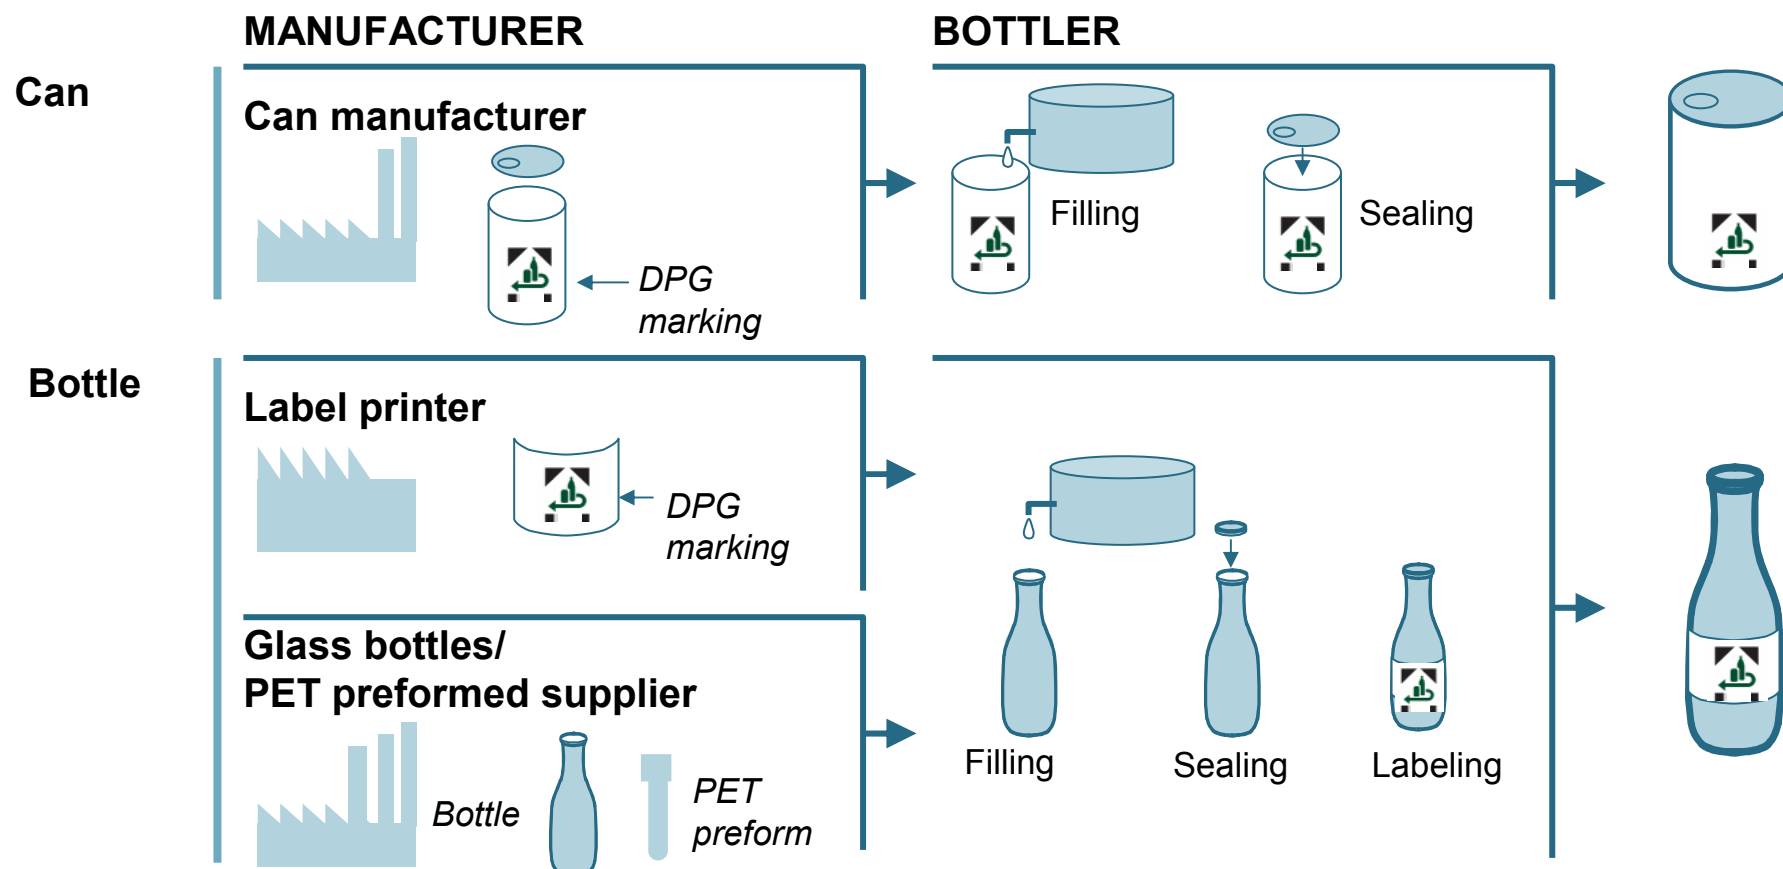 MANUFACTURER
BOTTLER
Can
Can manufacturer
Filling
Sealing
DPG
marking
Bottle
Label printer
DPG
marking
Glass bottles/
PET preformed supplier
Filling
Sealing
Labeling
Bottle
PET
preform